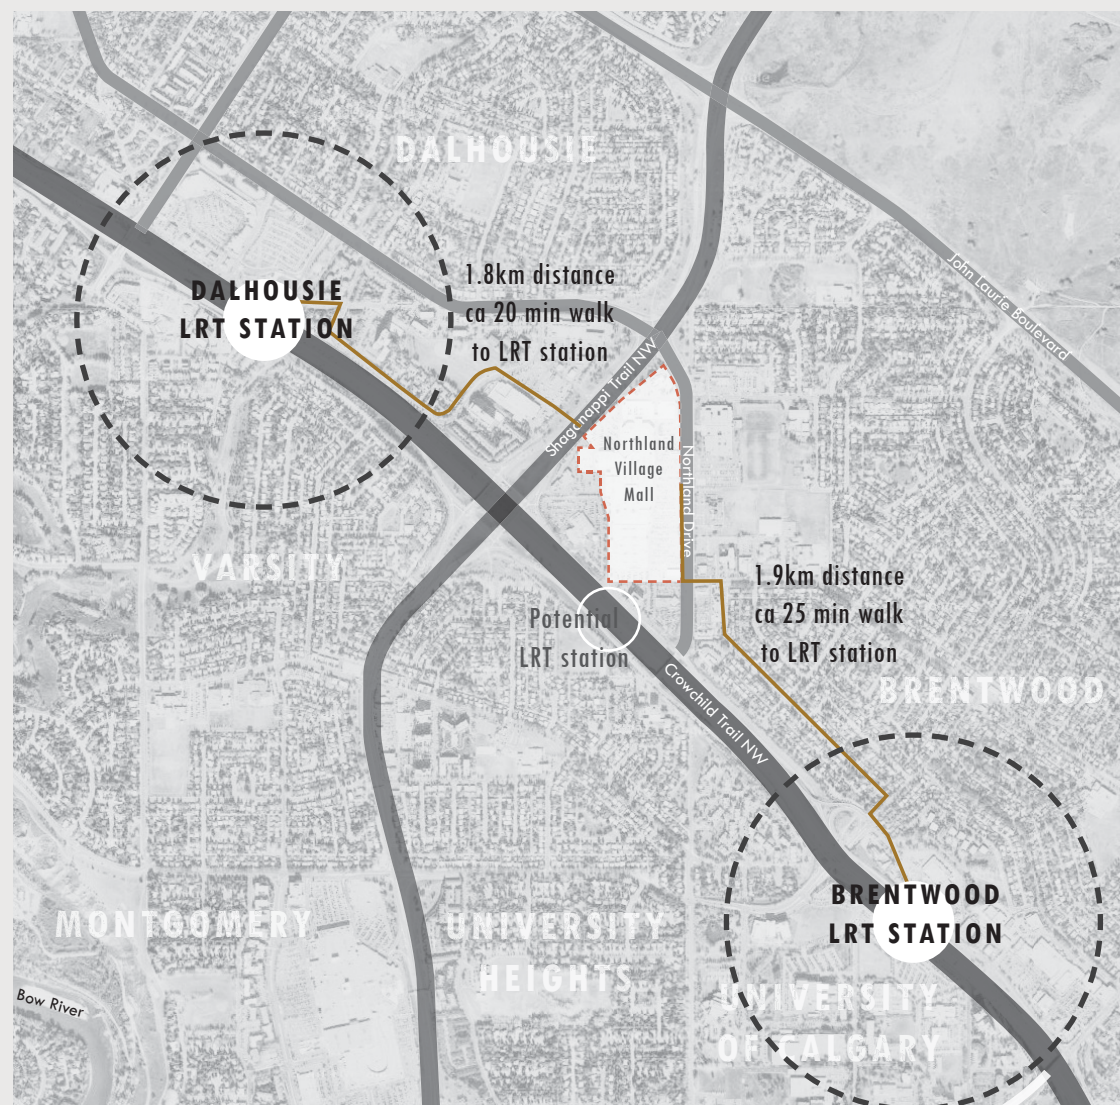 DALHOUSIE
1.8km distance
ca 20 min walk
to LRT station
DALHOUSIE
LRT STATION
John Laurie Boulevard
Shaganappi Trail NW
Northland
Village
Mall
Northland Drive
VARSITY
1.9km distance
ca 25 min walk
to LRT station
Potential
LRT station
Crowchild Trail NW
BRENTWOOD
BRENTWOOD
LRT STATION
MONTGOMERY
UNIVERSITY
HEIGHTS
UNIVERSITY
OF CALGARY
Bow River